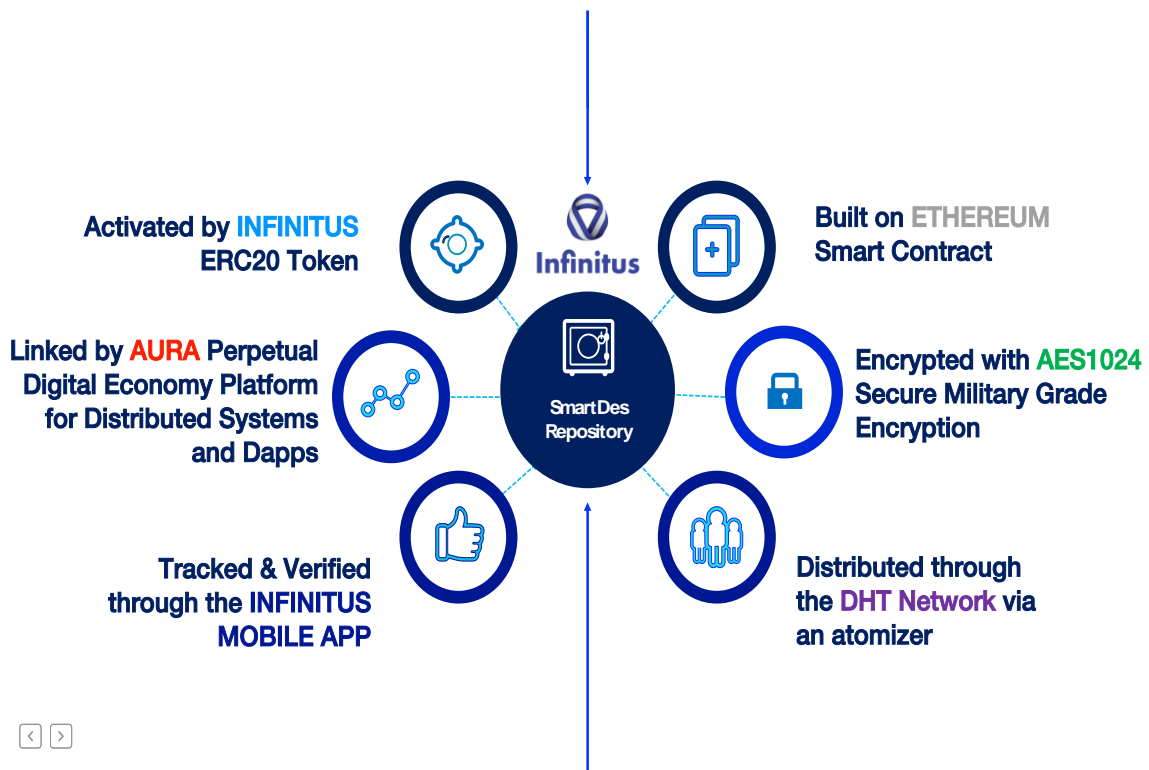 Activated by INFINITUS
ERC20 Token
Infinitus
Built on ETHEREUM
Smart Contract
Linked by AURA Perpetual
Digital Economy Platform
for Distributed Systems
and Dapps
SmartDes
Repository
Encrypted with AES1024
Secure Military Grade
Encryption
Tracked & Verified
through the INFINITUS
MOBILE APP
Distributed through
the DHT Network via
an atomizer